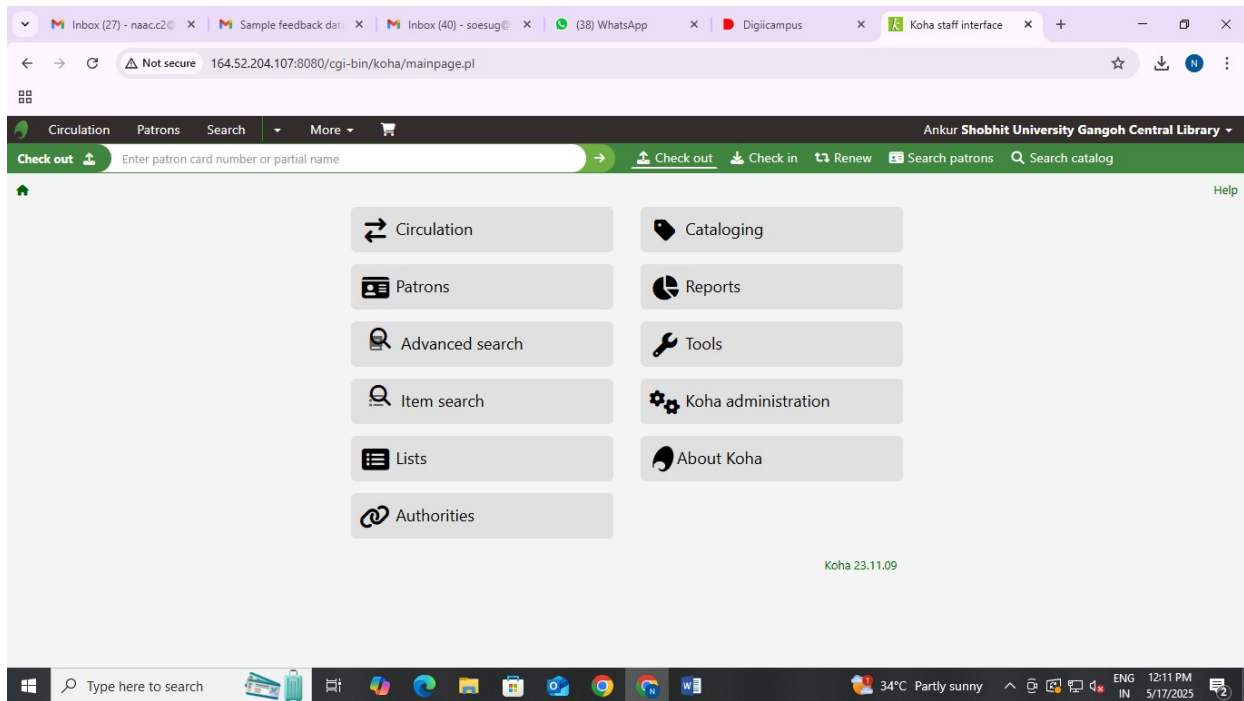 Inbox (27) - naac.c2@ Sample feedback dat Inbox (40) - soesug@ (38) WhatsApp Digiicampus Koha staff interface
Not secure 164.52.204.107:8080/cgi-bin/koha/mainpage.pl N
Circulation Patrons Search More Ankur Shobhit University Gangoh Central Library
Check out Enter patron card number or partial name Check out Check in Renew Search patrons Search catalog
Help
Circulation Cataloging
Patrons Reports
Advanced search Tools
Item search Koha administration
Lists About Koha
Authorities
Koha 23.11.09
Type here to search 34°C Partly sunny ENG 12:11 PM
IN 5/17/2025 2